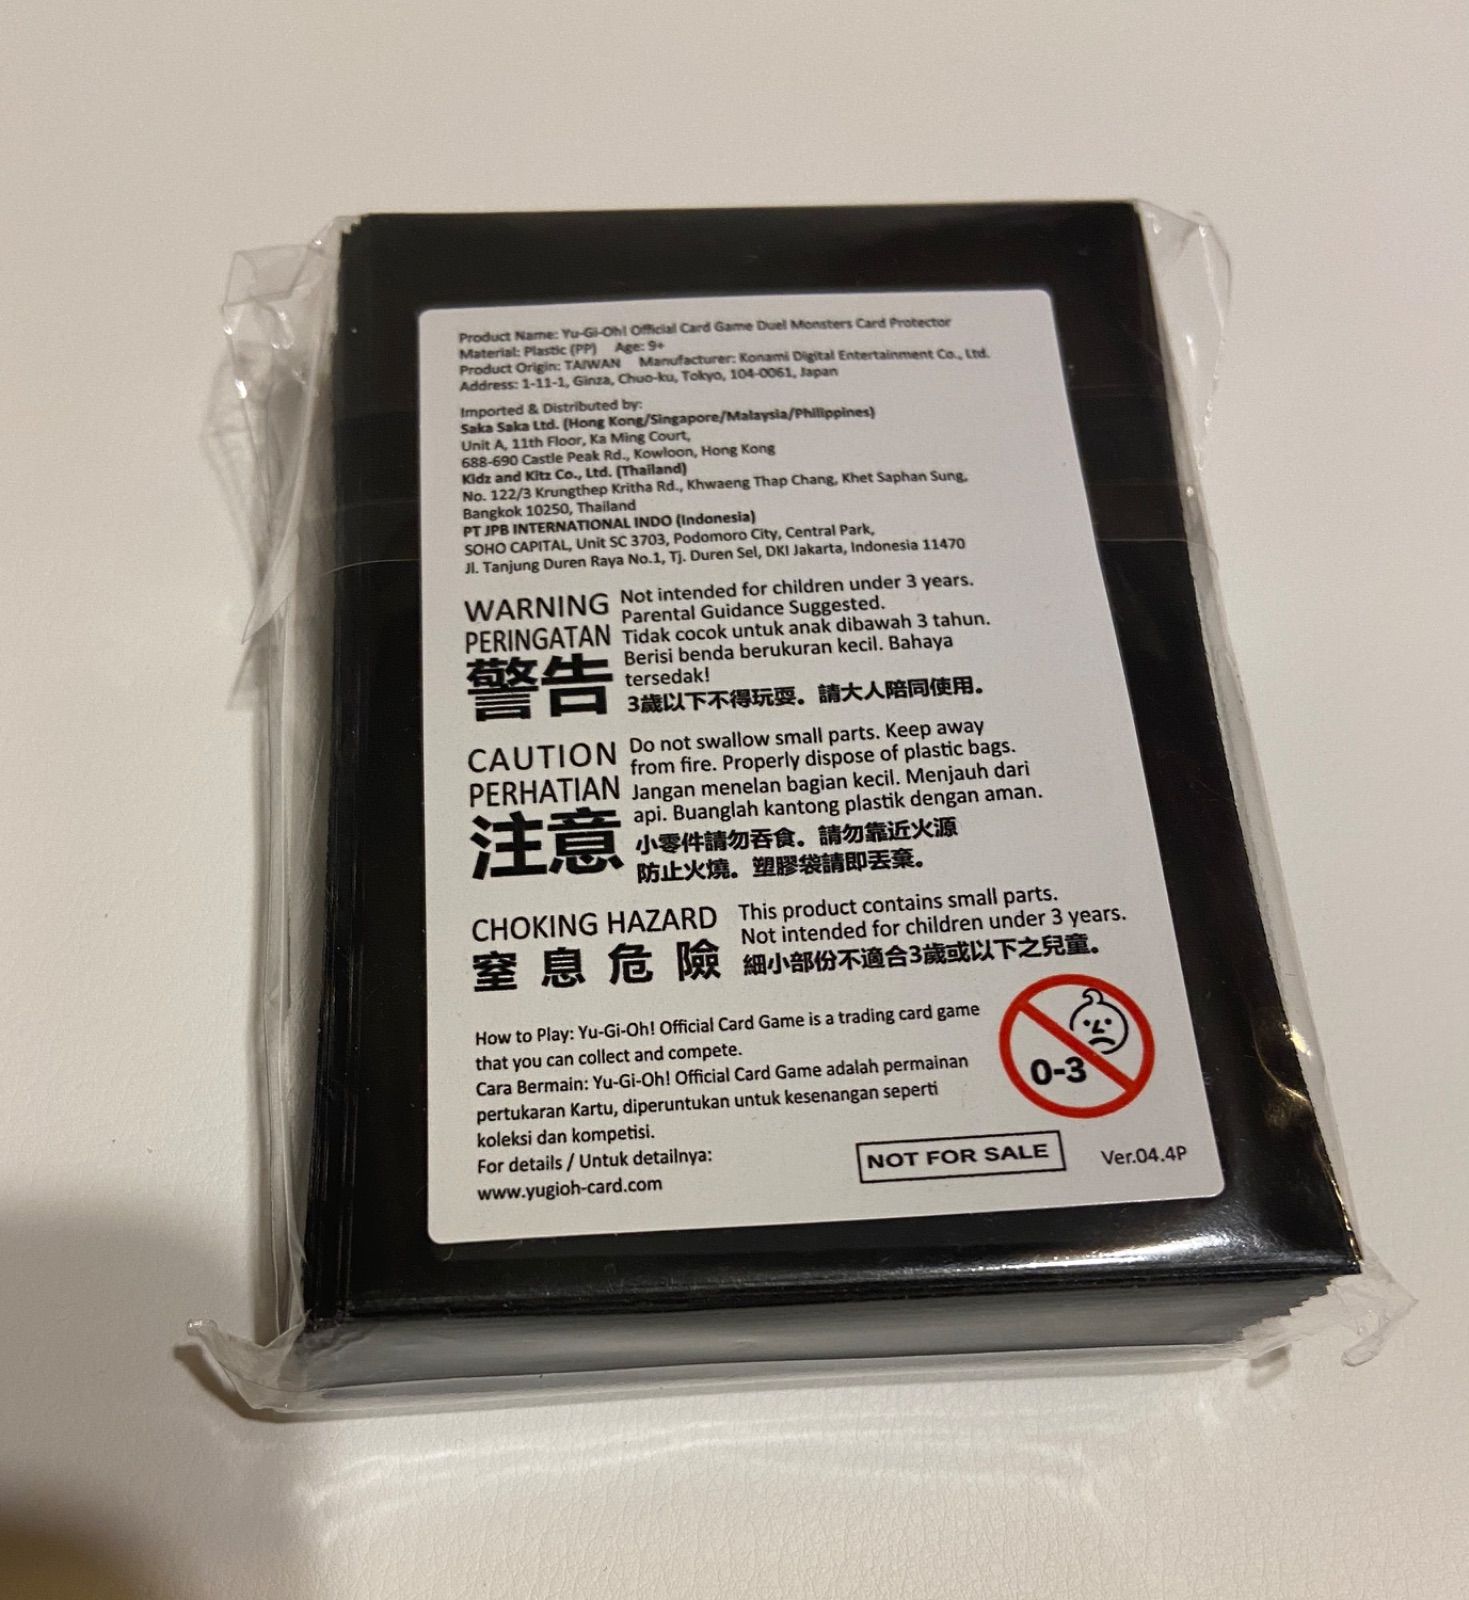 Product Name: Yu-Gi-Oh! Official Card Game Duel Monsters Card Protector
Material: Plastic (PP) Age: 9+
Product Origin: TAIWAN Manufacturer: Konami Digital Entertainment Co., Ltd.
Address: 1-11-1, Ginza, Chuo-ku, Tokyo, 104-0061, Japan
Imported & Distributed by:
Saka Saka Ltd. (Hong Kong/Singapore/Malaysia/Philippines)
Unit A, 11th Floor, Ka Ming Court,
688-690 Castle Peak Rd., Kowloon, Hong Kong
Kidz and Kitz Co., Ltd. (Thailand)
No. 122/3 Krungthep Kritha Rd., Khwaeng Thap Chang, Khet Saphan Sung,
Bangkok 10250, Thailand
PT JPB INTERNATIONAL INDO (Indonesia)
SOHO CAPITAL, Unit SC 3703, Podomoro City, Central Park,
Jl. Tanjung Duren Raya No.1, Tj. Duren Sel, DKI Jakarta, Indonesia 11470
WARNING
PERINGATAN
警告
Not intended for children under 3 years.
Parental Guidance Suggested.
Tidak cocok untuk anak dibawah 3 tahun.
Berisi benda berukuran kecil. Bahaya
tersedak!
3歲以下不得玩耍。請大人陪同使用。
CAUTION
PERHATIAN
注意
Do not swallow small parts. Keep away
from fire. Properly dispose of plastic bags.
Jangan menelan bagian kecil. Menjauh dari
api. Buanglah kantong plastik dengan aman.
小零件請勿吞食。請勿靠近火源
防止火燒。塑膠袋請即丟棄。
CHOKING HAZARD
窒息危險
This product contains small parts.
Not intended for children under 3 years.
細小部份不適合3歲或以下之兒童。
How to Play: Yu-Gi-Oh! Official Card Game is a trading card game
that you can collect and compete.
Cara Bermain: Yu-Gi-Oh! Official Card Game adalah permainan
pertukaran Kartu, diperuntukan untuk kesenangan seperti
koleksi dan kompetisi.
For details / Untuk detailnya:
www.yugioh-card.com
0-3
NOT FOR SALE
Ver.04.4P